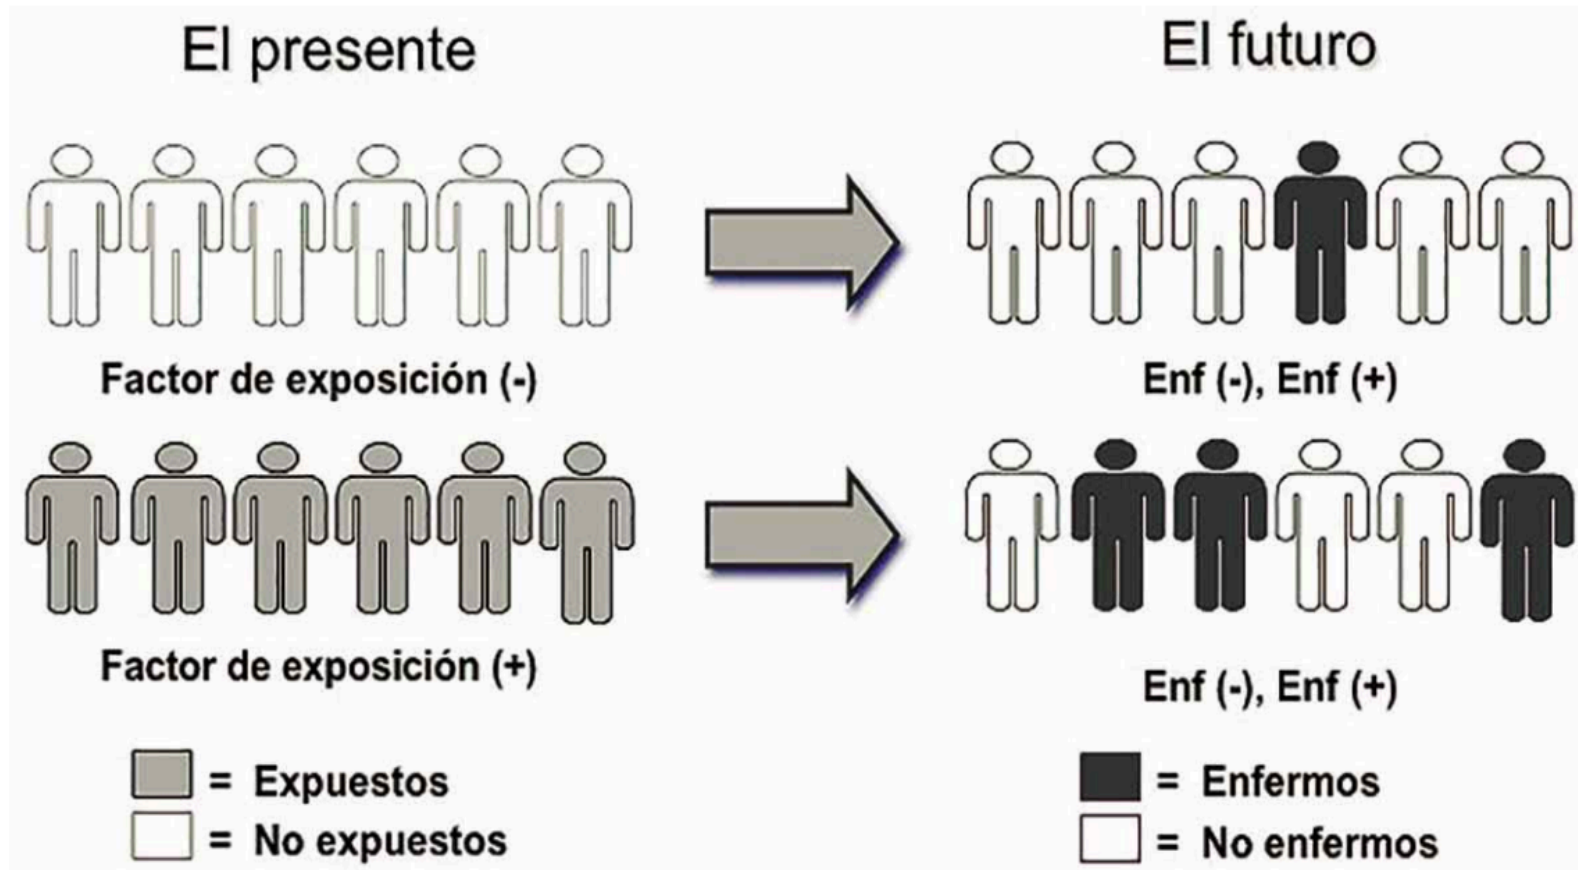 El presente
El futuro
Factor de exposición (-)
Enf (-), Enf (+)
Factor de exposición (+)
Enf (-), Enf (+)
= Expuestos
= No expuestos
= Enfermos
= No enfermos